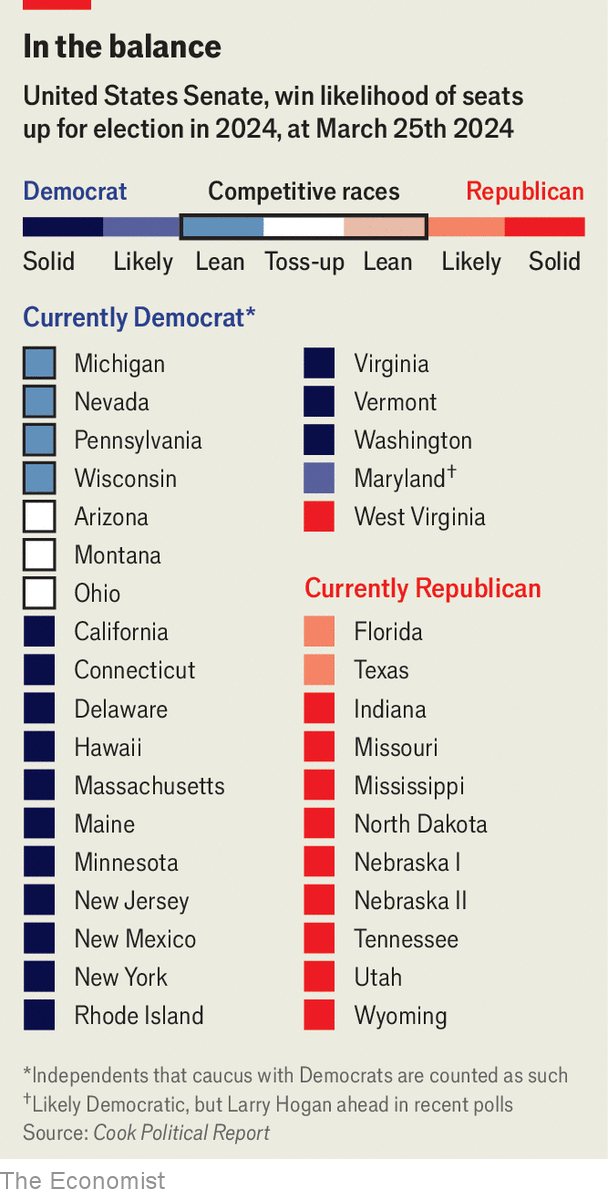 In the balance
United States Senate, win likelihood of seats
up for election in 2024, at March 25th 2024
Democrat Competitive races Republican
Solid Likely Lean Toss-up Lean Likely Solid
Currently Democrat*
Michigan
Nevada
Pennsylvania
Wisconsin
Arizona
Montana
Ohio
California
Connecticut
Delaware
Hawaii
Massachusetts
Maine
Minnesota
New Jersey
New Mexico
New York
Rhode Island
Virginia
Vermont
Washington
Maryland†
West Virginia
Currently Republican
Florida
Texas
Indiana
Missouri
Mississippi
North Dakota
Nebraska I
Nebraska II
Tennessee
Utah
Wyoming
*Independents that caucus with Democrats are counted as such
†Likely Democratic, but Larry Hogan ahead in recent polls
Source: Cook Political Report
The Economist